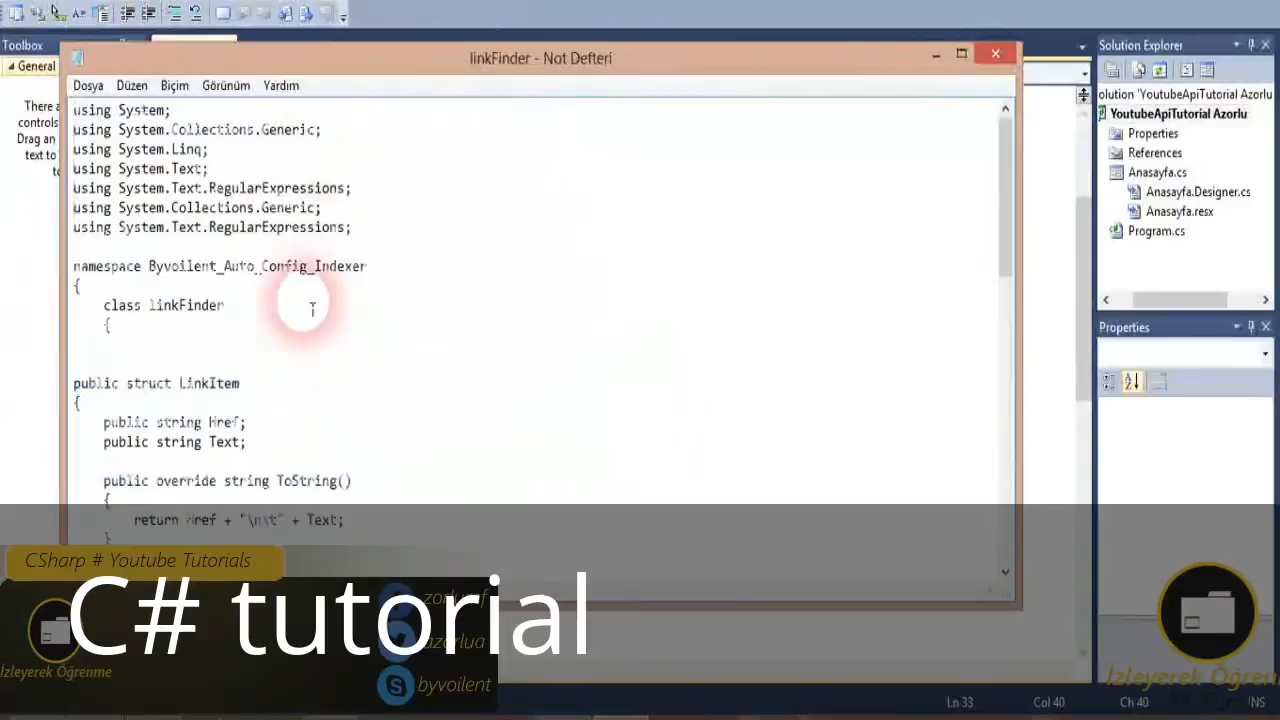 Toolbox
General
There a
controls
Drag an
text to
to
linkFinder - Not Defteri
Dosya Düzen Biçim Görünüm Yardım
using System;
using System.Collections.Generic;
using System.Linq;
using System.Text;
using System.Text.RegularExpressions;
using System.Collections.Generic;
using System.Text.RegularExpressions;
namespace Byvoilent_Auto_Config_Indexer
{
class linkFinder
{
public struct LinkItem
{
public string Href;
public string Text;
public override string ToString()
{
return Href + "\n\t" + Text;
}
Solution Explorer
olution 'YoutubeApiTutorial Azorlu
YoutubeApiTutorial Azorlu
Properties
References
Anasayfa.cs
Anasayfa.Designer.cs
Anasayfa.resx
Program.cs
Properties
CSharp # Youtube Tutorials
C# tutorial
azorlua
byvoilent
İzleyerek Öğrenme
İzleyerek Öğren
Ln 33 Col 40 Ch 40 INS